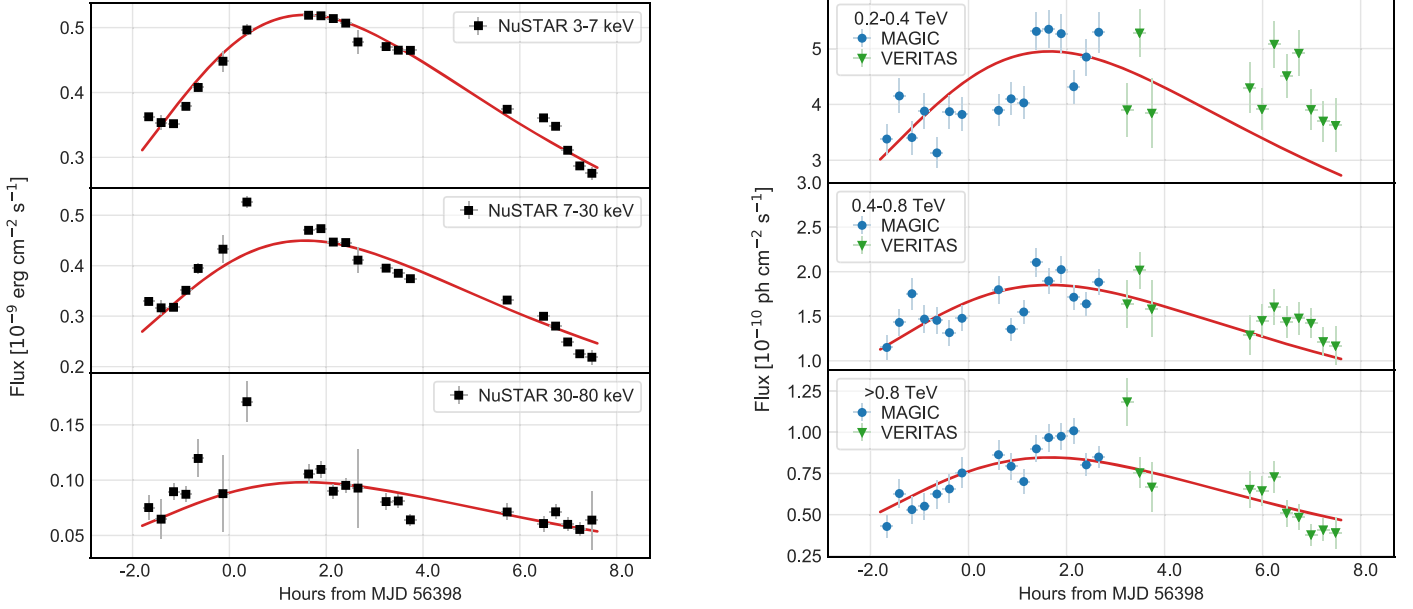 Flux [10⁻⁹ erg cm⁻² s⁻¹]
NuSTAR 3-7 keV
0.5
0.4
0.3
NuSTAR 7-30 keV
0.5
0.4
0.3
0.2
NuSTAR 30-80 keV
0.15
0.10
0.05
-2.0 0.0 2.0 4.0 6.0 8.0
Hours from MJD 56398
Flux [10⁻¹⁰ ph cm⁻² s⁻¹]
0.2-0.4 TeV
MAGIC
VERITAS
5
4
3
3.0
0.4-0.8 TeV
MAGIC
VERITAS
2.5
2.0
1.5
1.0
>0.8 TeV
MAGIC
VERITAS
1.25
1.00
0.75
0.50
0.25
-2.0 0.0 2.0 4.0 6.0 8.0
Hours from MJD 56398